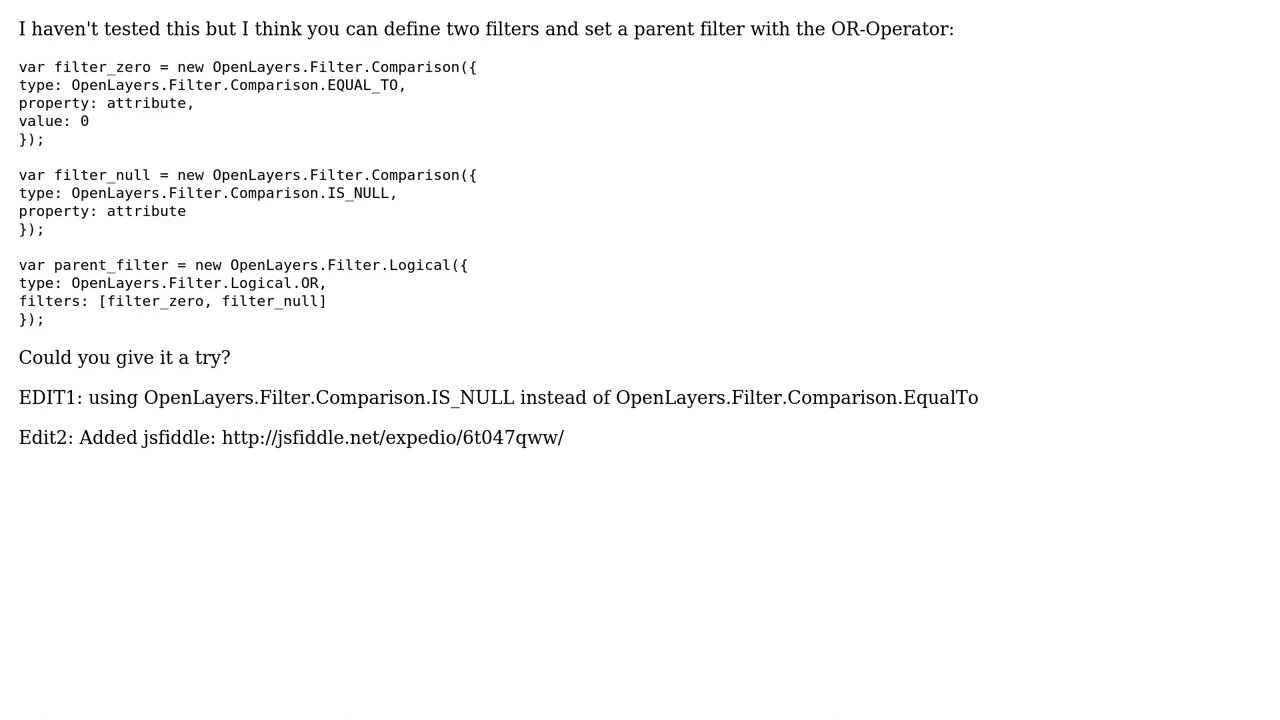 I haven't tested this but I think you can define two filters and set a parent filter with the OR-Operator:
var filter_zero = new OpenLayers.Filter.Comparison({
type: OpenLayers.Filter.Comparison.EQUAL_TO,
property: attribute,
value: 0
});
var filter_null = new OpenLayers.Filter.Comparison({
type: OpenLayers.Filter.Comparison.IS_NULL,
property: attribute
});
var parent_filter = new OpenLayers.Filter.Logical({
type: OpenLayers.Filter.Logical.OR,
filters: [filter_zero, filter_null]
});
Could you give it a try?
EDIT1: using OpenLayers.Filter.Comparison.IS_NULL instead of OpenLayers.Filter.Comparison.EqualTo
Edit2: Added jsfiddle: http://jsfiddle.net/expedio/6t047qww/